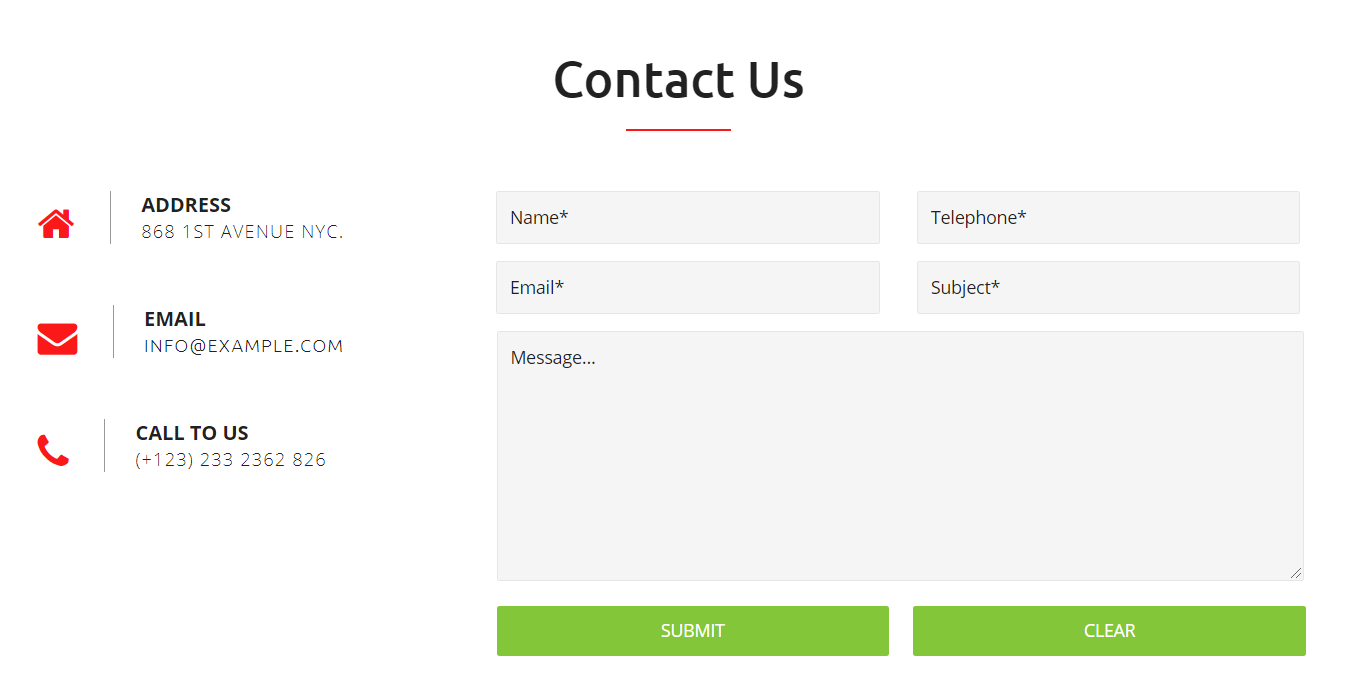 Contact Us
ADDRESS
868 1ST AVENUE NYC.
EMAIL
INFO@EXAMPLE.COM
CALL TO US
(+123) 233 2362 826
Name*
Telephone*
Email*
Subject*
Message...
SUBMIT
CLEAR